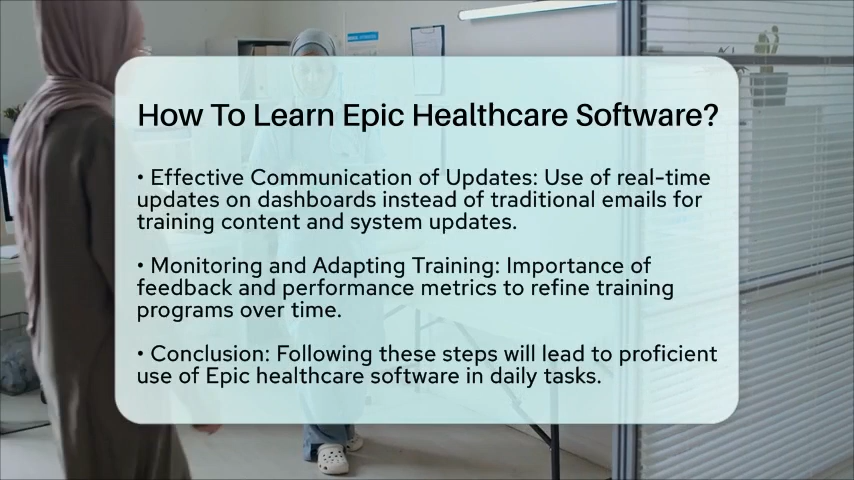 How To Learn Epic Healthcare Software?
• Effective Communication of Updates: Use of real-time
updates on dashboards instead of traditional emails for
training content and system updates.
• Monitoring and Adapting Training: Importance of
feedback and performance metrics to refine training
programs over time.
• Conclusion: Following these steps will lead to proficient
use of Epic healthcare software in daily tasks.